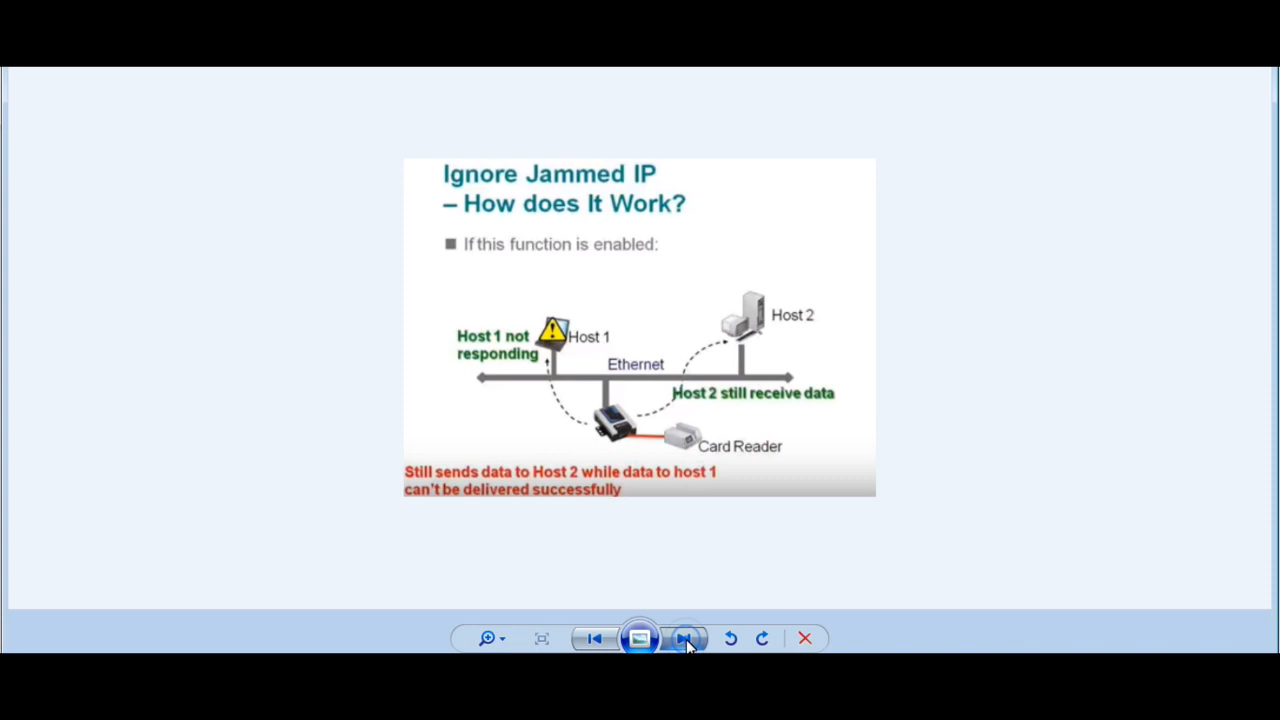 Ignore Jammed IP
– How does It Work?
If this function is enabled:
Host 2
Host 1 not
responding
Host 1
Ethernet
Host 2 still receive data
Card Reader
Still sends data to Host 2 while data to host 1
can't be delivered successfully